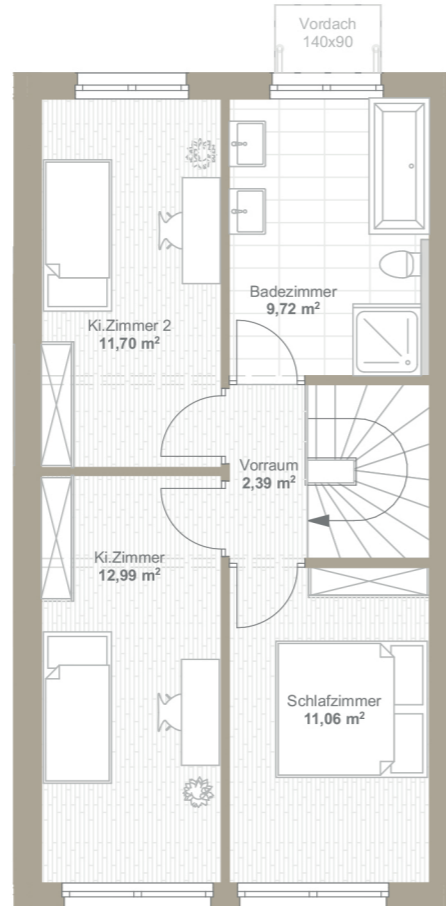 Vordach
140x90
Badezimmer
9,72 m²
Ki.Zimmer 2
11,70 m²
Vorraum
2,39 m²
Ki.Zimmer
12,99 m²
Schlafzimmer
11,06 m²